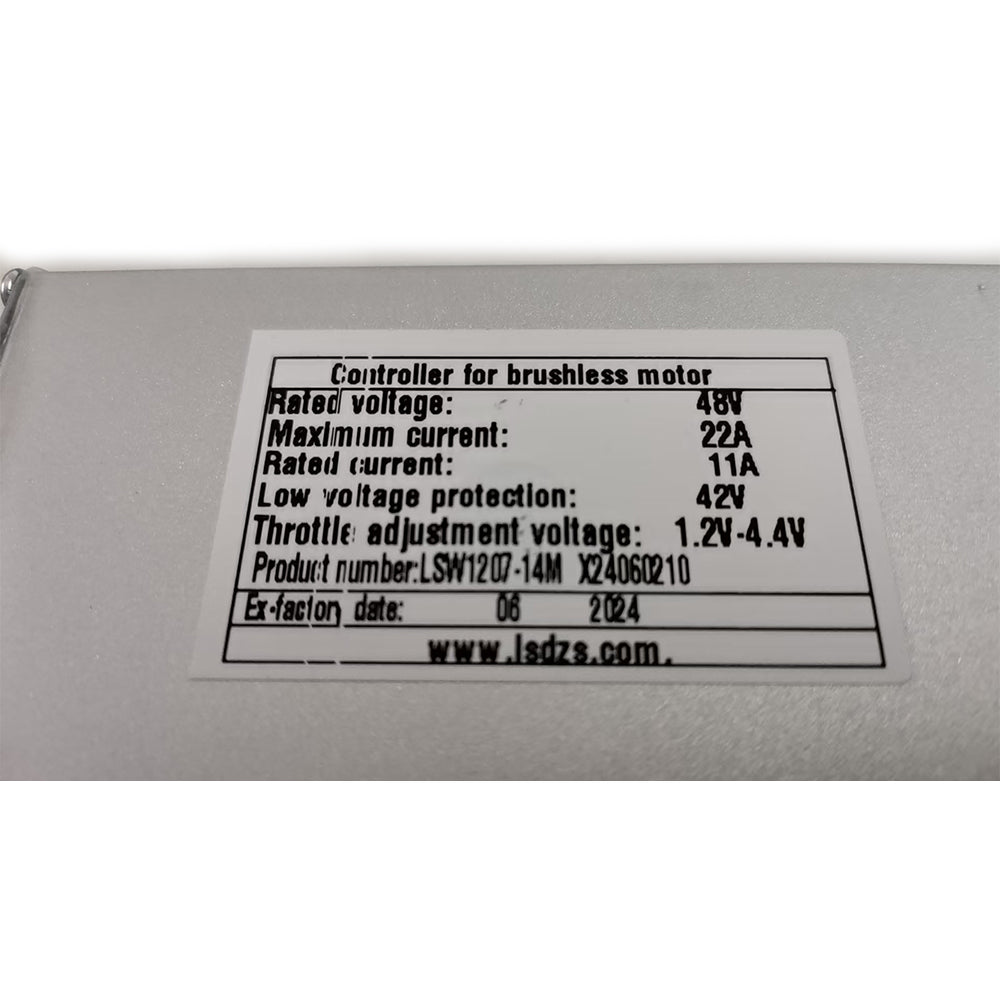 Controller for brushless motor
Rated voltage: 48V
Maximum current: 22A
Rated current: 11A
Low voltage protection: 42V
Throttle adjustment voltage: 1.2V-4.4V
Product number:LSW1207-14M X24060210
Ex-factory date: 06 2024
www.lsdzs.com.